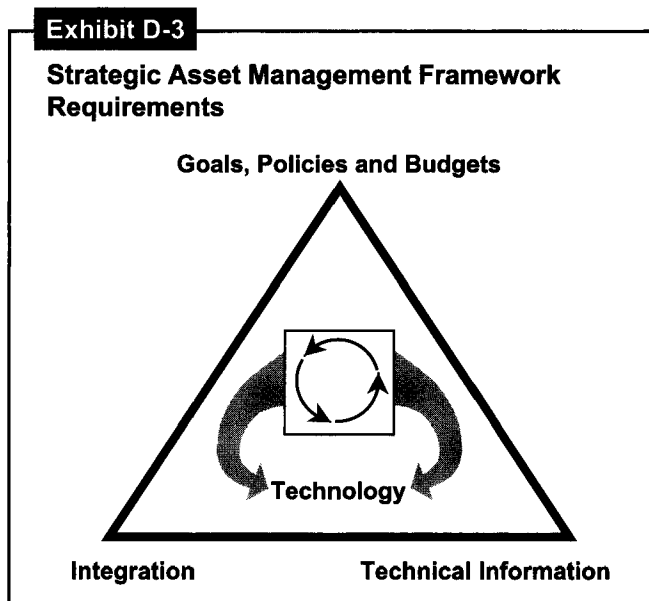 Exhibit D-3
Strategic Asset Management Framework
Requirements
Goals, Policies and Budgets
Technology
Integration
Technical Information